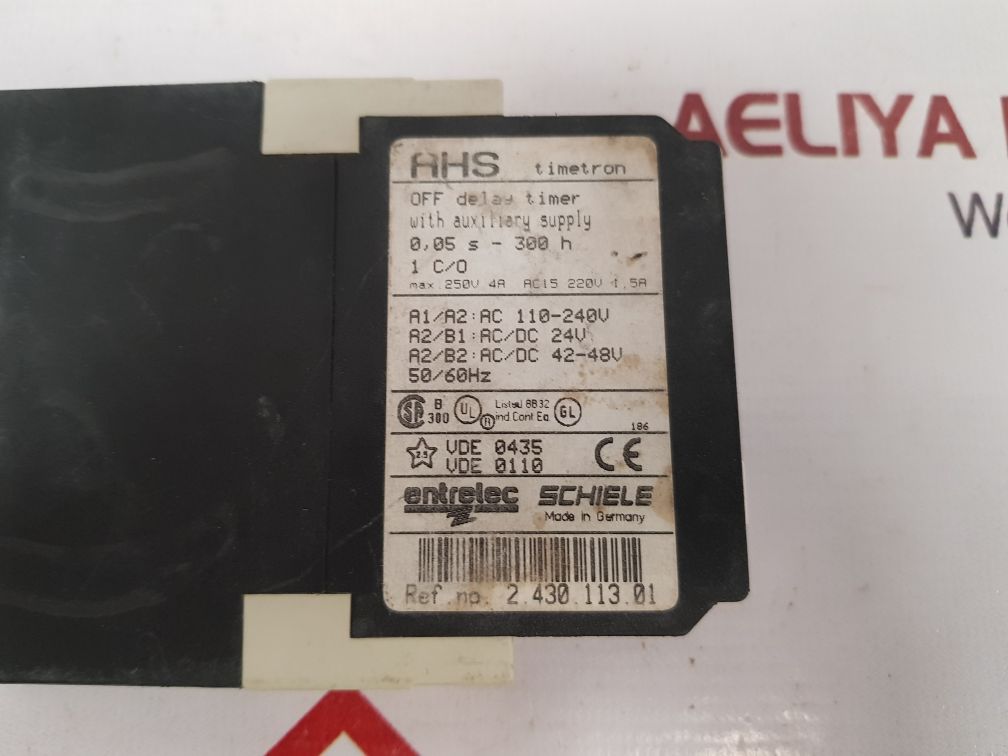 AELIYA
W
AHS timetron
OFF delay timer
with auxiliary supply
0,05 s - 300 h
1 C/O
max. 250V 4A AC15 220V 1,5A
A1/A2:AC 110-240V
A2/B1:AC/DC 24V
A2/B2:AC/DC 42-48V
50/60Hz
SA B 300 UL R Listed 8B32 ind Cont Eq GL
186
25 VDE 0435
VDE 0110 CE
entrelec SCHIELE
Made in Germany
Ref.no. 2.430.113.01